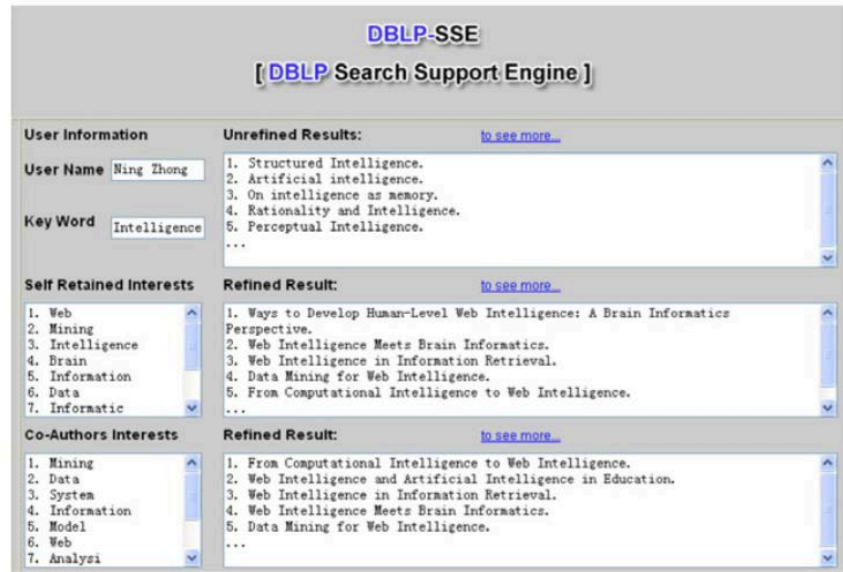 DBLP-SSE
[ DBLP Search Support Engine ]
User Information
User Name Ning Zhong
Key Word Intelligence
Unrefined Results: to see more...
1. Structured Intelligence.
2. Artificial intelligence.
3. On intelligence as memory.
4. Rationality and Intelligence.
5. Perceptual Intelligence.
...
Self Retained Interests
1. Web
2. Mining
3. Intelligence
4. Brain
5. Information
6. Data
7. Informatic
Refined Result: to see more...
1. Ways to Develop Human-Level Web Intelligence: A Brain Informatics
Perspective.
2. Web Intelligence Meets Brain Informatics.
3. Web Intelligence in Information Retrieval.
4. Data Mining for Web Intelligence.
5. From Computational Intelligence to Web Intelligence.
...
Co-Authors Interests
1. Mining
2. Data
3. System
4. Information
5. Model
6. Web
7. Analysi
Refined Result: to see more...
1. From Computational Intelligence to Web Intelligence.
2. Web Intelligence and Artificial Intelligence in Education.
3. Web Intelligence in Information Retrieval.
4. Web Intelligence Meets Brain Informatics.
5. Data Mining for Web Intelligence.
...